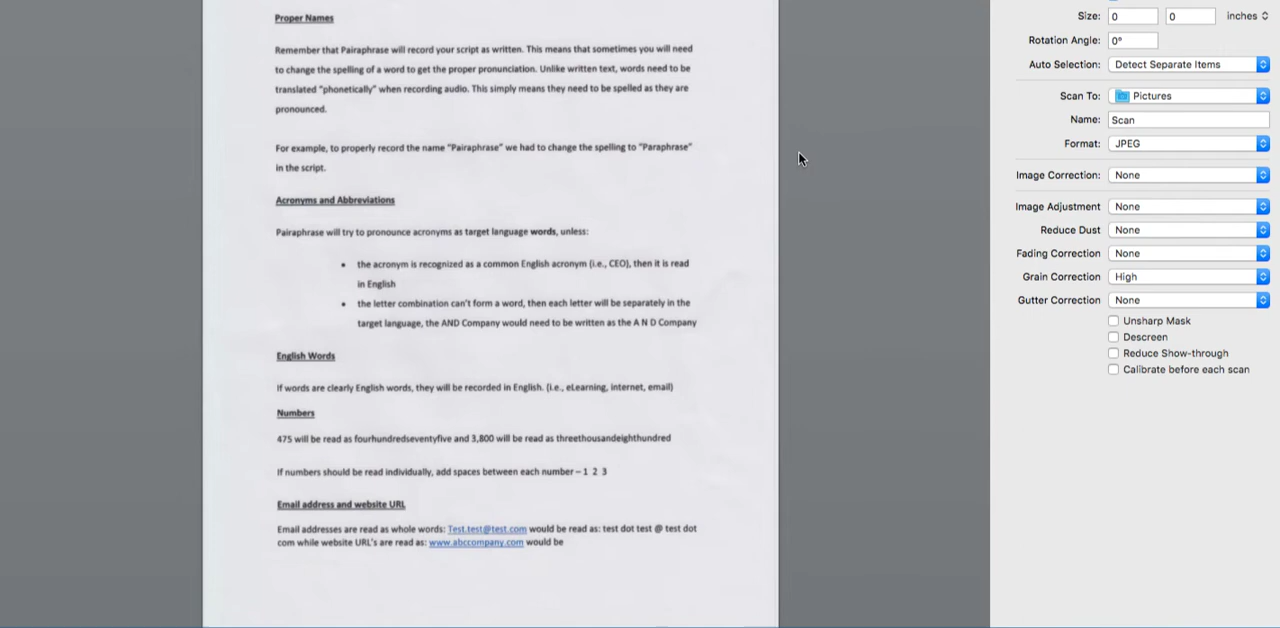 Proper Names
Remember that Pairaphrase will record your script as written. This means that sometimes you will need
to change the spelling of a word to get the proper pronunciation. Unlike written text, words need to be
translated "phonetically" when recording audio. This simply means they need to be spelled as they are
pronounced.
For example, to properly record the name "Pairaphrase" we had to change the spelling to "Paraphrase"
in the script.
Acronyms and Abbreviations
Pairaphrase will try to pronounce acronyms as target language words, unless:
• the acronym is recognized as a common English acronym (i.e., CEO), then it is read
in English
• the letter combination can't form a word, then each letter will be separately in the
target language, the AND Company would need to be written as the A N D Company
English Words
If words are clearly English words, they will be recorded in English. (i.e., eLearning, internet, email)
Numbers
475 will be read as fourhundredseventyfive and 3,800 will be read as threethousandeighthundred
If numbers should be read individually, add spaces between each number – 1 2 3
Email address and website URL
Email addresses are read as whole words: Test.test@test.com would be read as: test dot test @ test dot
com while website URL's are read as: www.abccompany.com would be
Size: 0 0 inches
Rotation Angle: 0°
Auto Selection: Detect Separate Items
Scan To: Pictures
Name: Scan
Format: JPEG
Image Correction: None
Image Adjustment None
Reduce Dust None
Fading Correction None
Grain Correction High
Gutter Correction None
Unsharp Mask
Descreen
Reduce Show-through
Calibrate before each scan